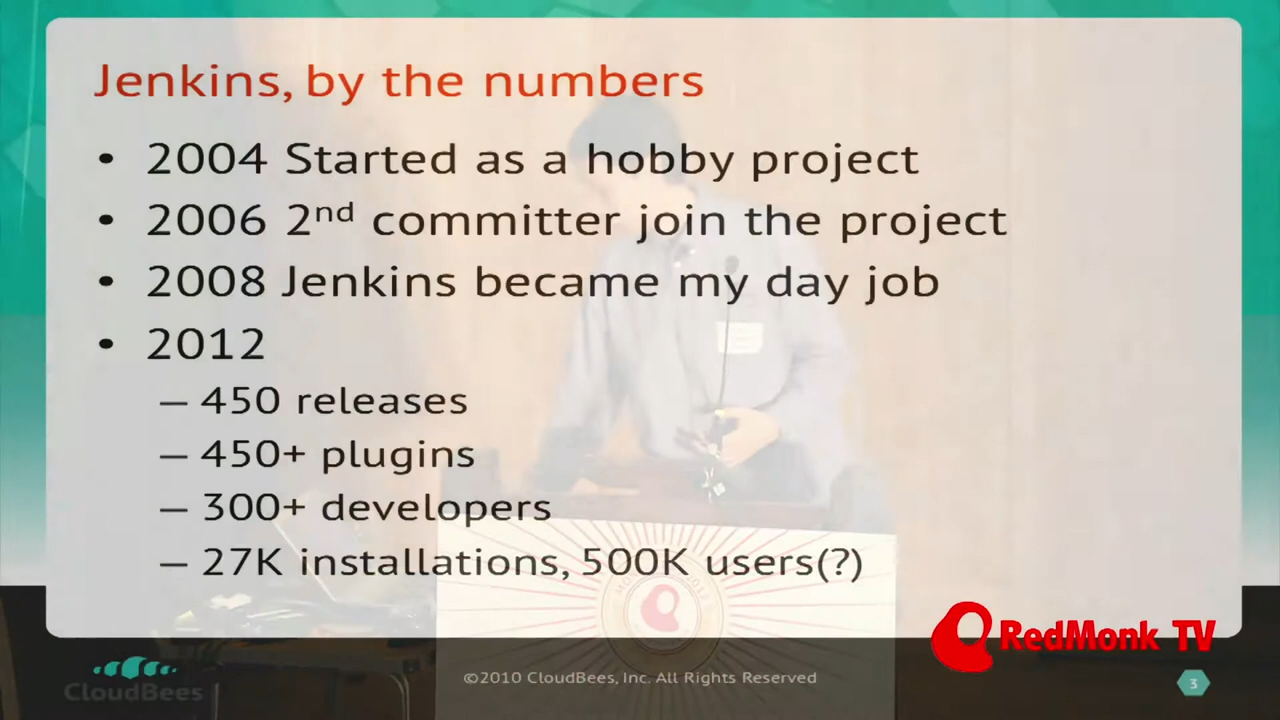 Jenkins, by the numbers
• 2004 Started as a hobby project
• 2006 2nd committer join the project
• 2008 Jenkins became my day job
• 2012
– 450 releases
– 450+ plugins
– 300+ developers
– 27K installations, 500K users(?)
RedMonk TV
CloudBees
©2010 CloudBees, Inc. All Rights Reserved
3